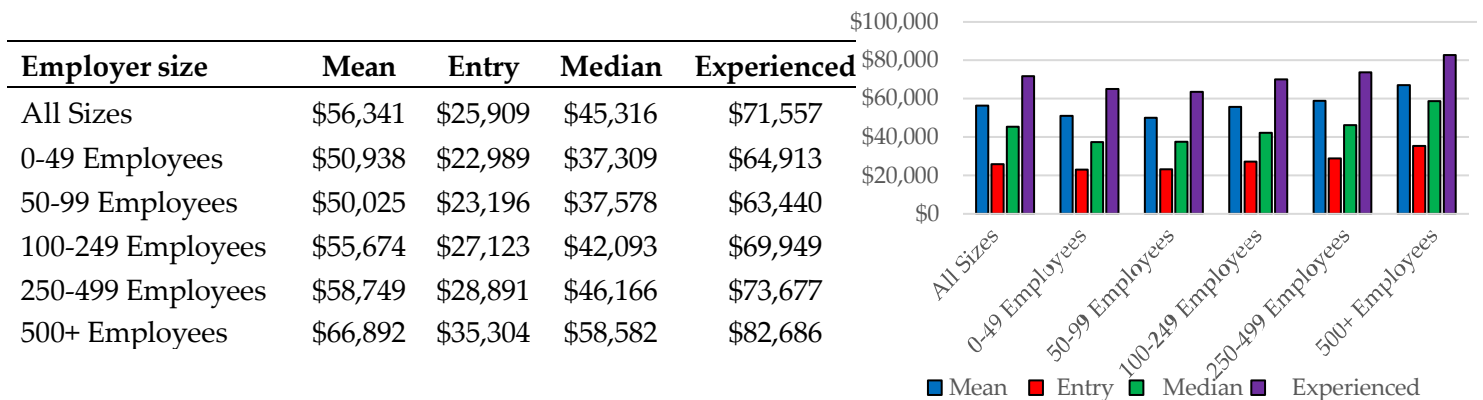 Employer size Mean Entry Median Experienced
All Sizes $56,341 $25,909 $45,316 $71,557
0-49 Employees $50,938 $22,989 $37,309 $64,913
50-99 Employees $50,025 $23,196 $37,578 $63,440
100-249 Employees $55,674 $27,123 $42,093 $69,949
250-499 Employees $58,749 $28,891 $46,166 $73,677
500+ Employees $66,892 $35,304 $58,582 $82,686
$100,000
$80,000
$60,000
$40,000
$20,000
$0
All Sizes
0-49 Employees
50-99 Employees
100-249 Employees
250-499 Employees
500+ Employees
Mean Entry Median Experienced